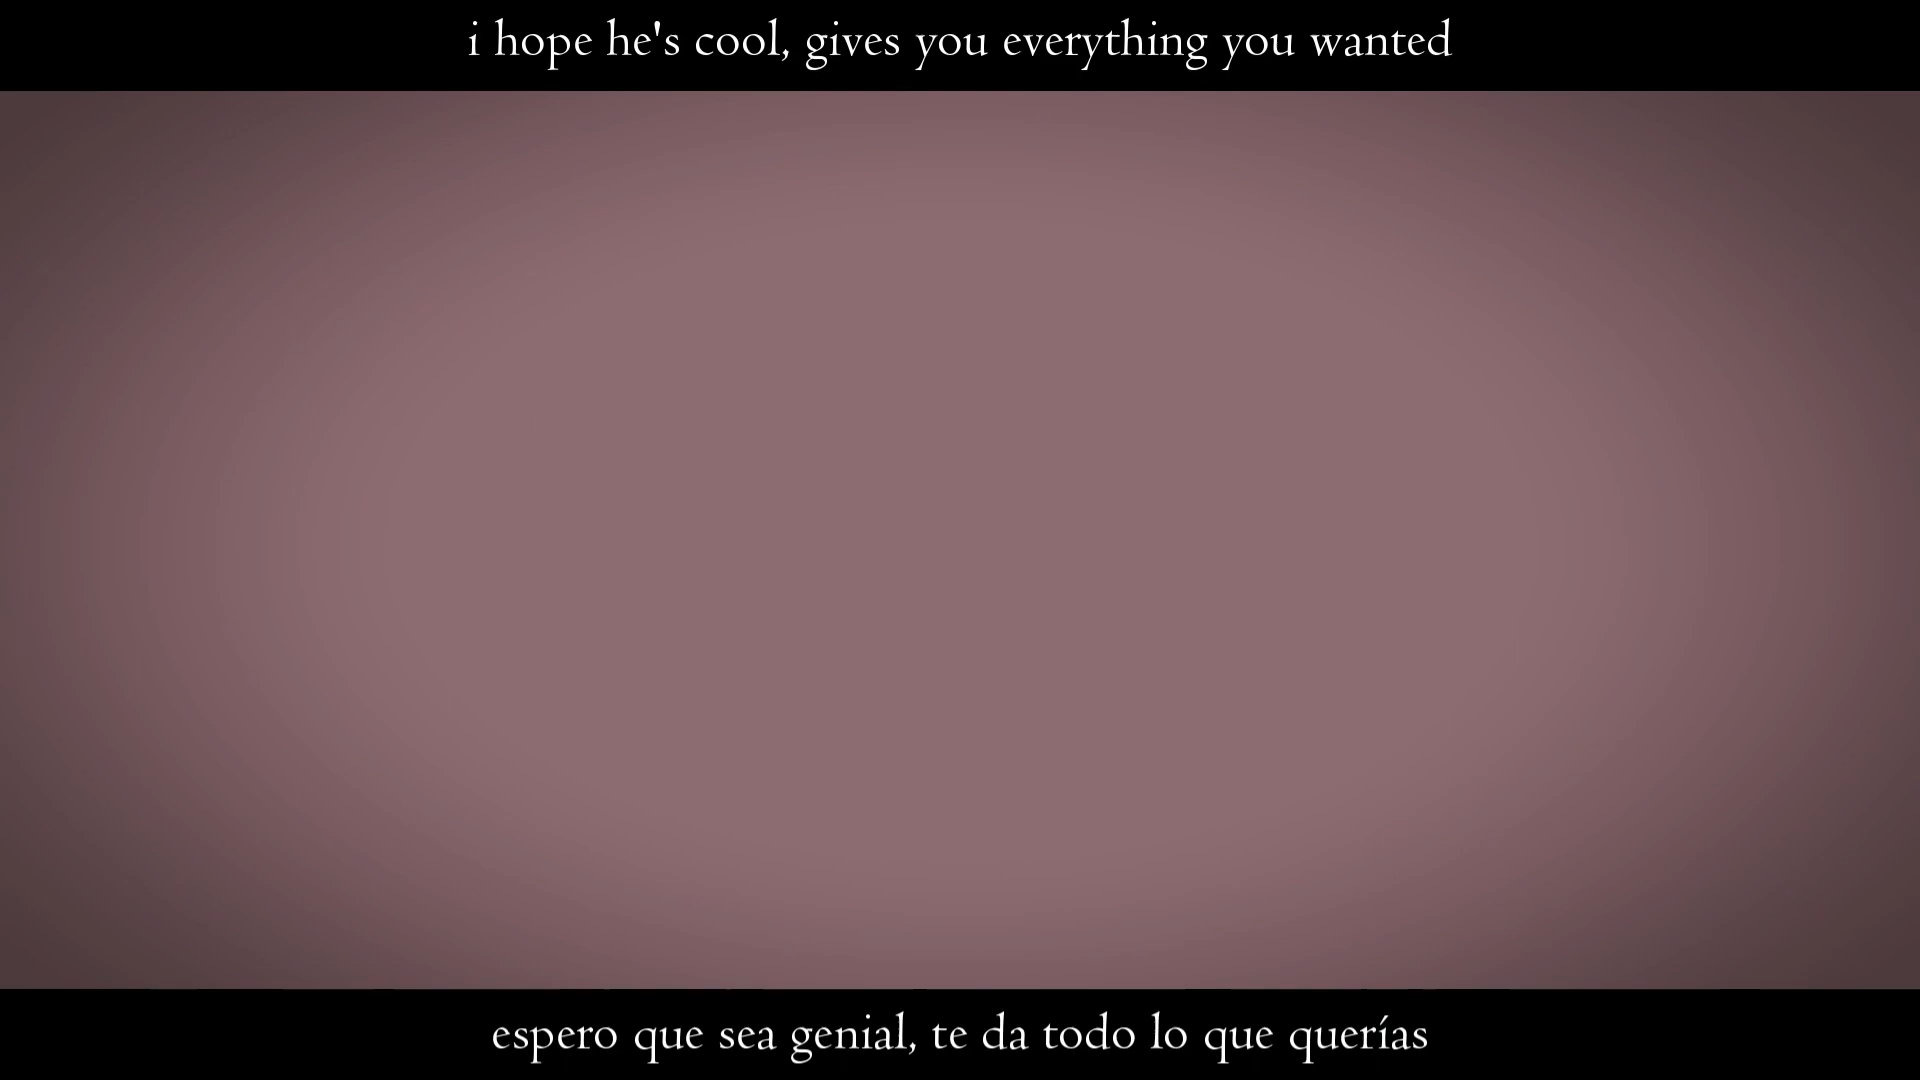 i hope he's cool, gives you everything you wanted
espero que sea genial, te da todo lo que querías